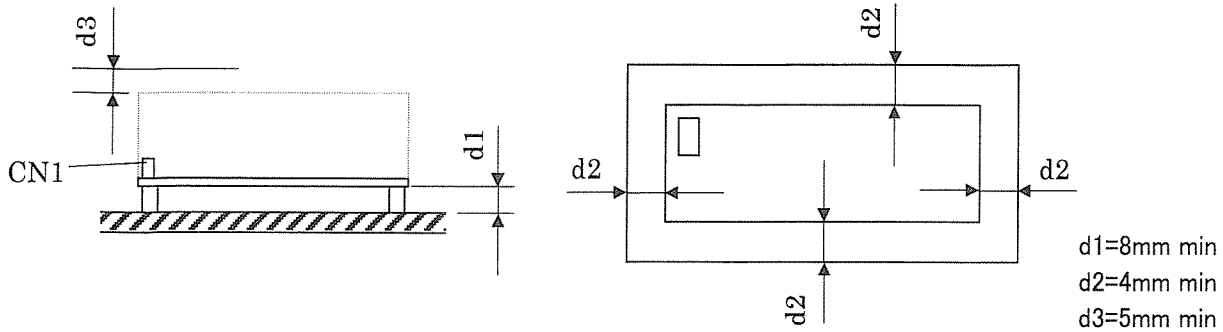 d3
d1
CN1
d2
d2
d2
d2
d1=8mm min
d2=4mm min
d3=5mm min